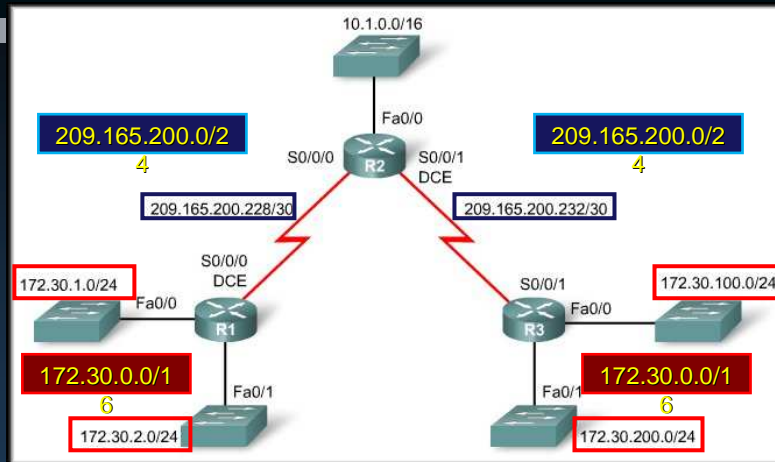 10.1.0.0/16
Fa0/0
209.165.200.0/2
4
209.165.200.0/2
4
S0/0/0
R2
S0/0/1
DCE
209.165.200.228/30
209.165.200.232/30
S0/0/0
DCE
172.30.1.0/24
Fa0/0
R1
S0/0/1
R3
Fa0/0
172.30.100.0/24
172.30.0.0/1
6
Fa0/1
172.30.2.0/24
Fa0/1
172.30.0.0/1
6
172.30.200.0/24